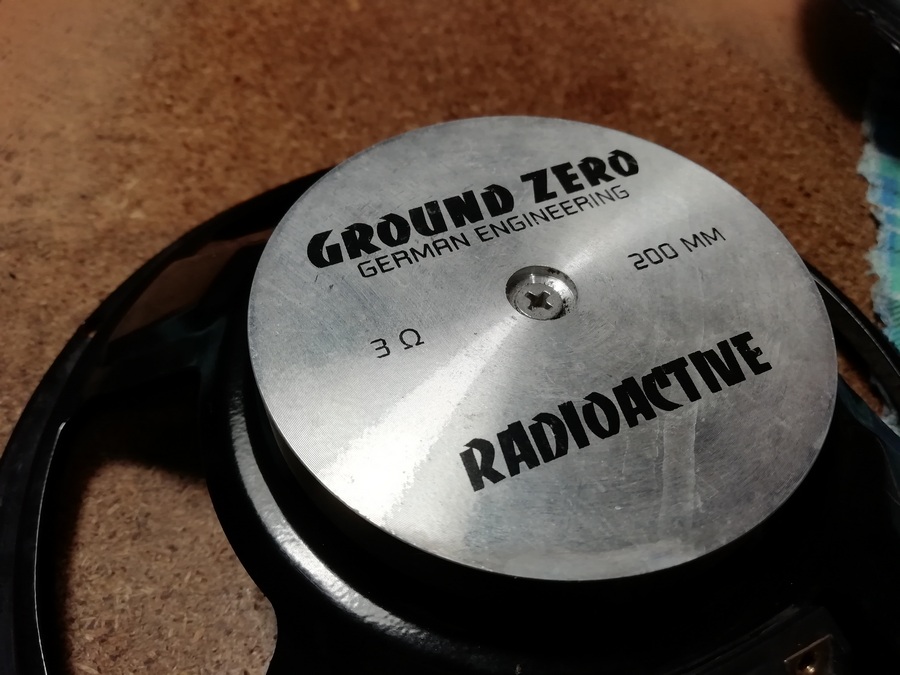 GROUND ZERO
GERMAN ENGINEERING
200 MM
3 Ω
RADIOACTIVE